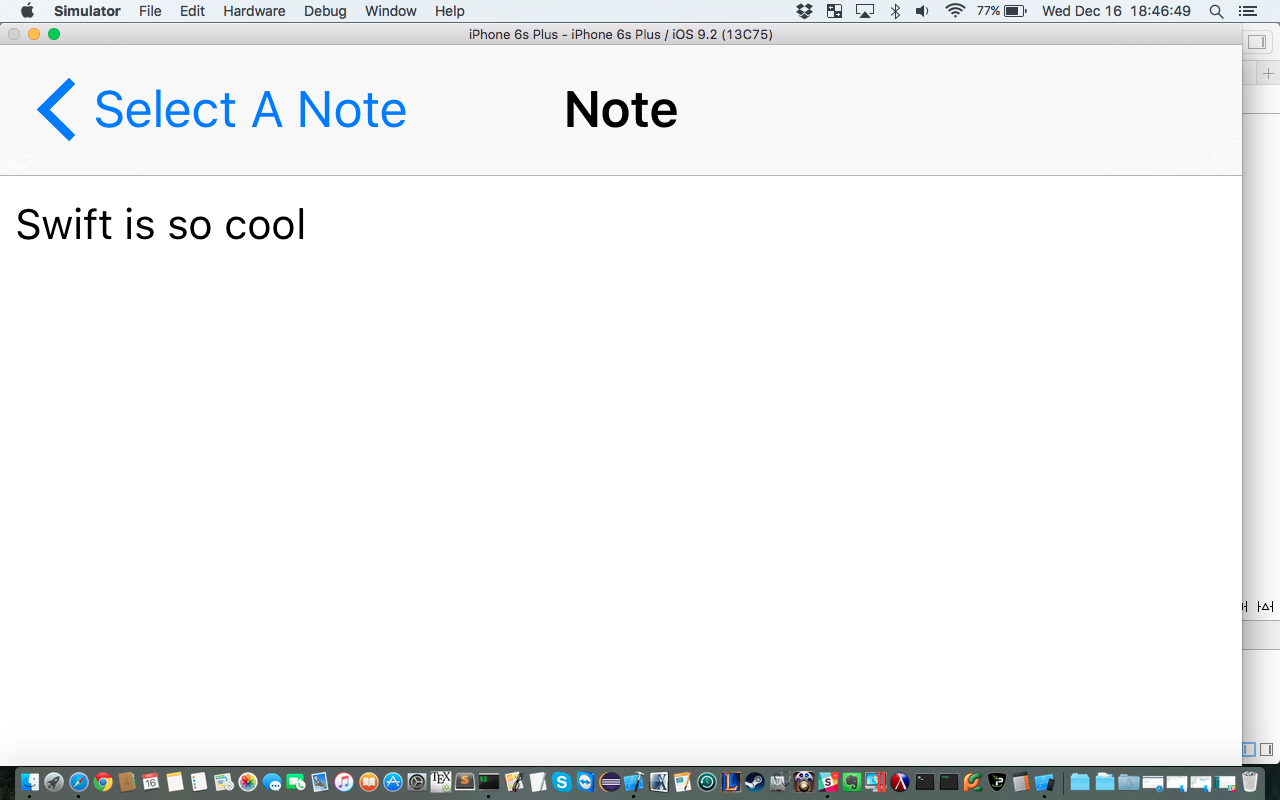 Simulator File Edit Hardware Debug Window Help 77% Wed Dec 16 18:46:49
iPhone 6s Plus - iPhone 6s Plus / iOS 9.2 (13C75)
Select A Note Note
Swift is so cool
16